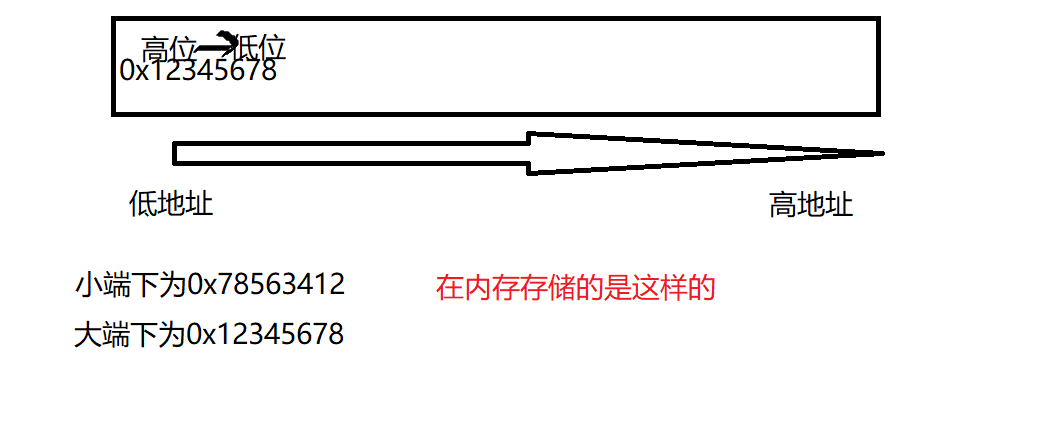 高位→低位
0x12345678
低地址 高地址
小端下为0x78563412 在内存存储的是这样的
大端下为0x12345678